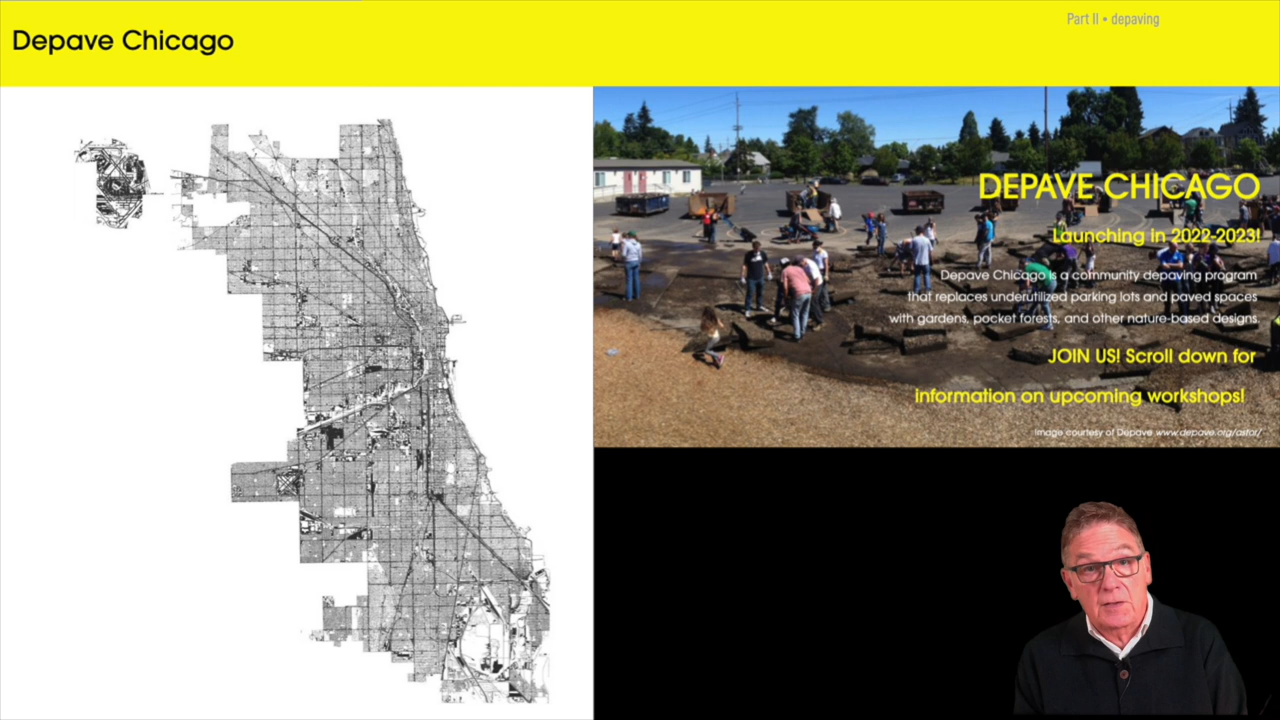 Part II • depaving
Depave Chicago
DEPAVE CHICAGO
Launching in 2022-2023!
Depave Chicago is a community depaving program
that replaces underutilized parking lots and paved spaces
with gardens, pocket forests, and other nature-based designs.
JOIN US! Scroll down for
information on upcoming workshops!
Image courtesy of Depave www.depave.org/astor/